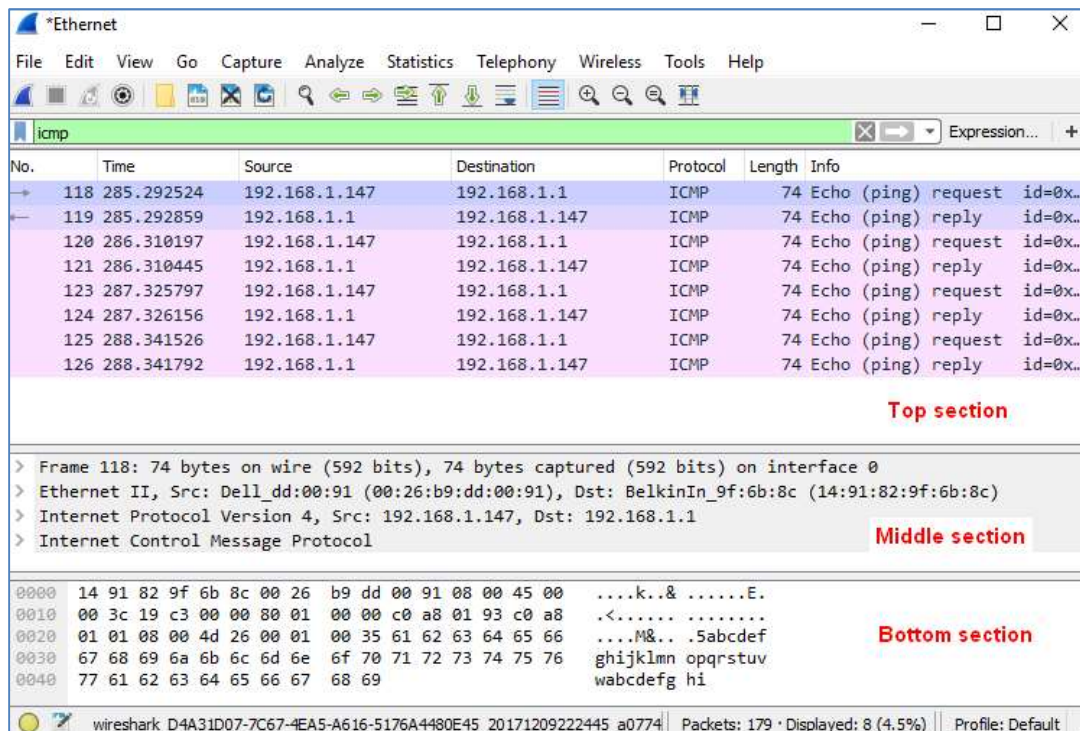 *Ethernet
File Edit View Go Capture Analyze Statistics Telephony Wireless Tools Help
icmp Expression... +
No. Time Source Destination Protocol Length Info
118 285.292524 192.168.1.147 192.168.1.1 ICMP 74 Echo (ping) request id=0x…
119 285.292859 192.168.1.1 192.168.1.147 ICMP 74 Echo (ping) reply id=0x…
120 286.310197 192.168.1.147 192.168.1.1 ICMP 74 Echo (ping) request id=0x…
121 286.310445 192.168.1.1 192.168.1.147 ICMP 74 Echo (ping) reply id=0x…
123 287.325797 192.168.1.147 192.168.1.1 ICMP 74 Echo (ping) request id=0x…
124 287.326156 192.168.1.1 192.168.1.147 ICMP 74 Echo (ping) reply id=0x…
125 288.341526 192.168.1.147 192.168.1.1 ICMP 74 Echo (ping) request id=0x…
126 288.341792 192.168.1.1 192.168.1.147 ICMP 74 Echo (ping) reply id=0x…
Top section
> Frame 118: 74 bytes on wire (592 bits), 74 bytes captured (592 bits) on interface 0
> Ethernet II, Src: Dell_dd:00:91 (00:26:b9:dd:00:91), Dst: BelkinIn_9f:6b:8c (14:91:82:9f:6b:8c)
> Internet Protocol Version 4, Src: 192.168.1.147, Dst: 192.168.1.1
> Internet Control Message Protocol
Middle section
0000 14 91 82 9f 6b 8c 00 26 b9 dd 00 91 08 00 45 00 ....k..& ......E.
0010 00 3c 19 c3 00 00 80 01 00 00 c0 a8 01 93 c0 a8 .<...... ........
0020 01 01 08 00 4d 26 00 01 00 35 61 62 63 64 65 66 ....M&.. .5abcdef
0030 67 68 69 6a 6b 6c 6d 6e 6f 70 71 72 73 74 75 76 ghijklmn opqrstuv
0040 77 61 62 63 64 65 66 67 68 69 wabcdefg hi
Bottom section
wireshark_D4A31D07-7C67-4EA5-A616-5176A4480E45_20171209222445_a0774 Packets: 179 · Displayed: 8 (4.5%) Profile: Default